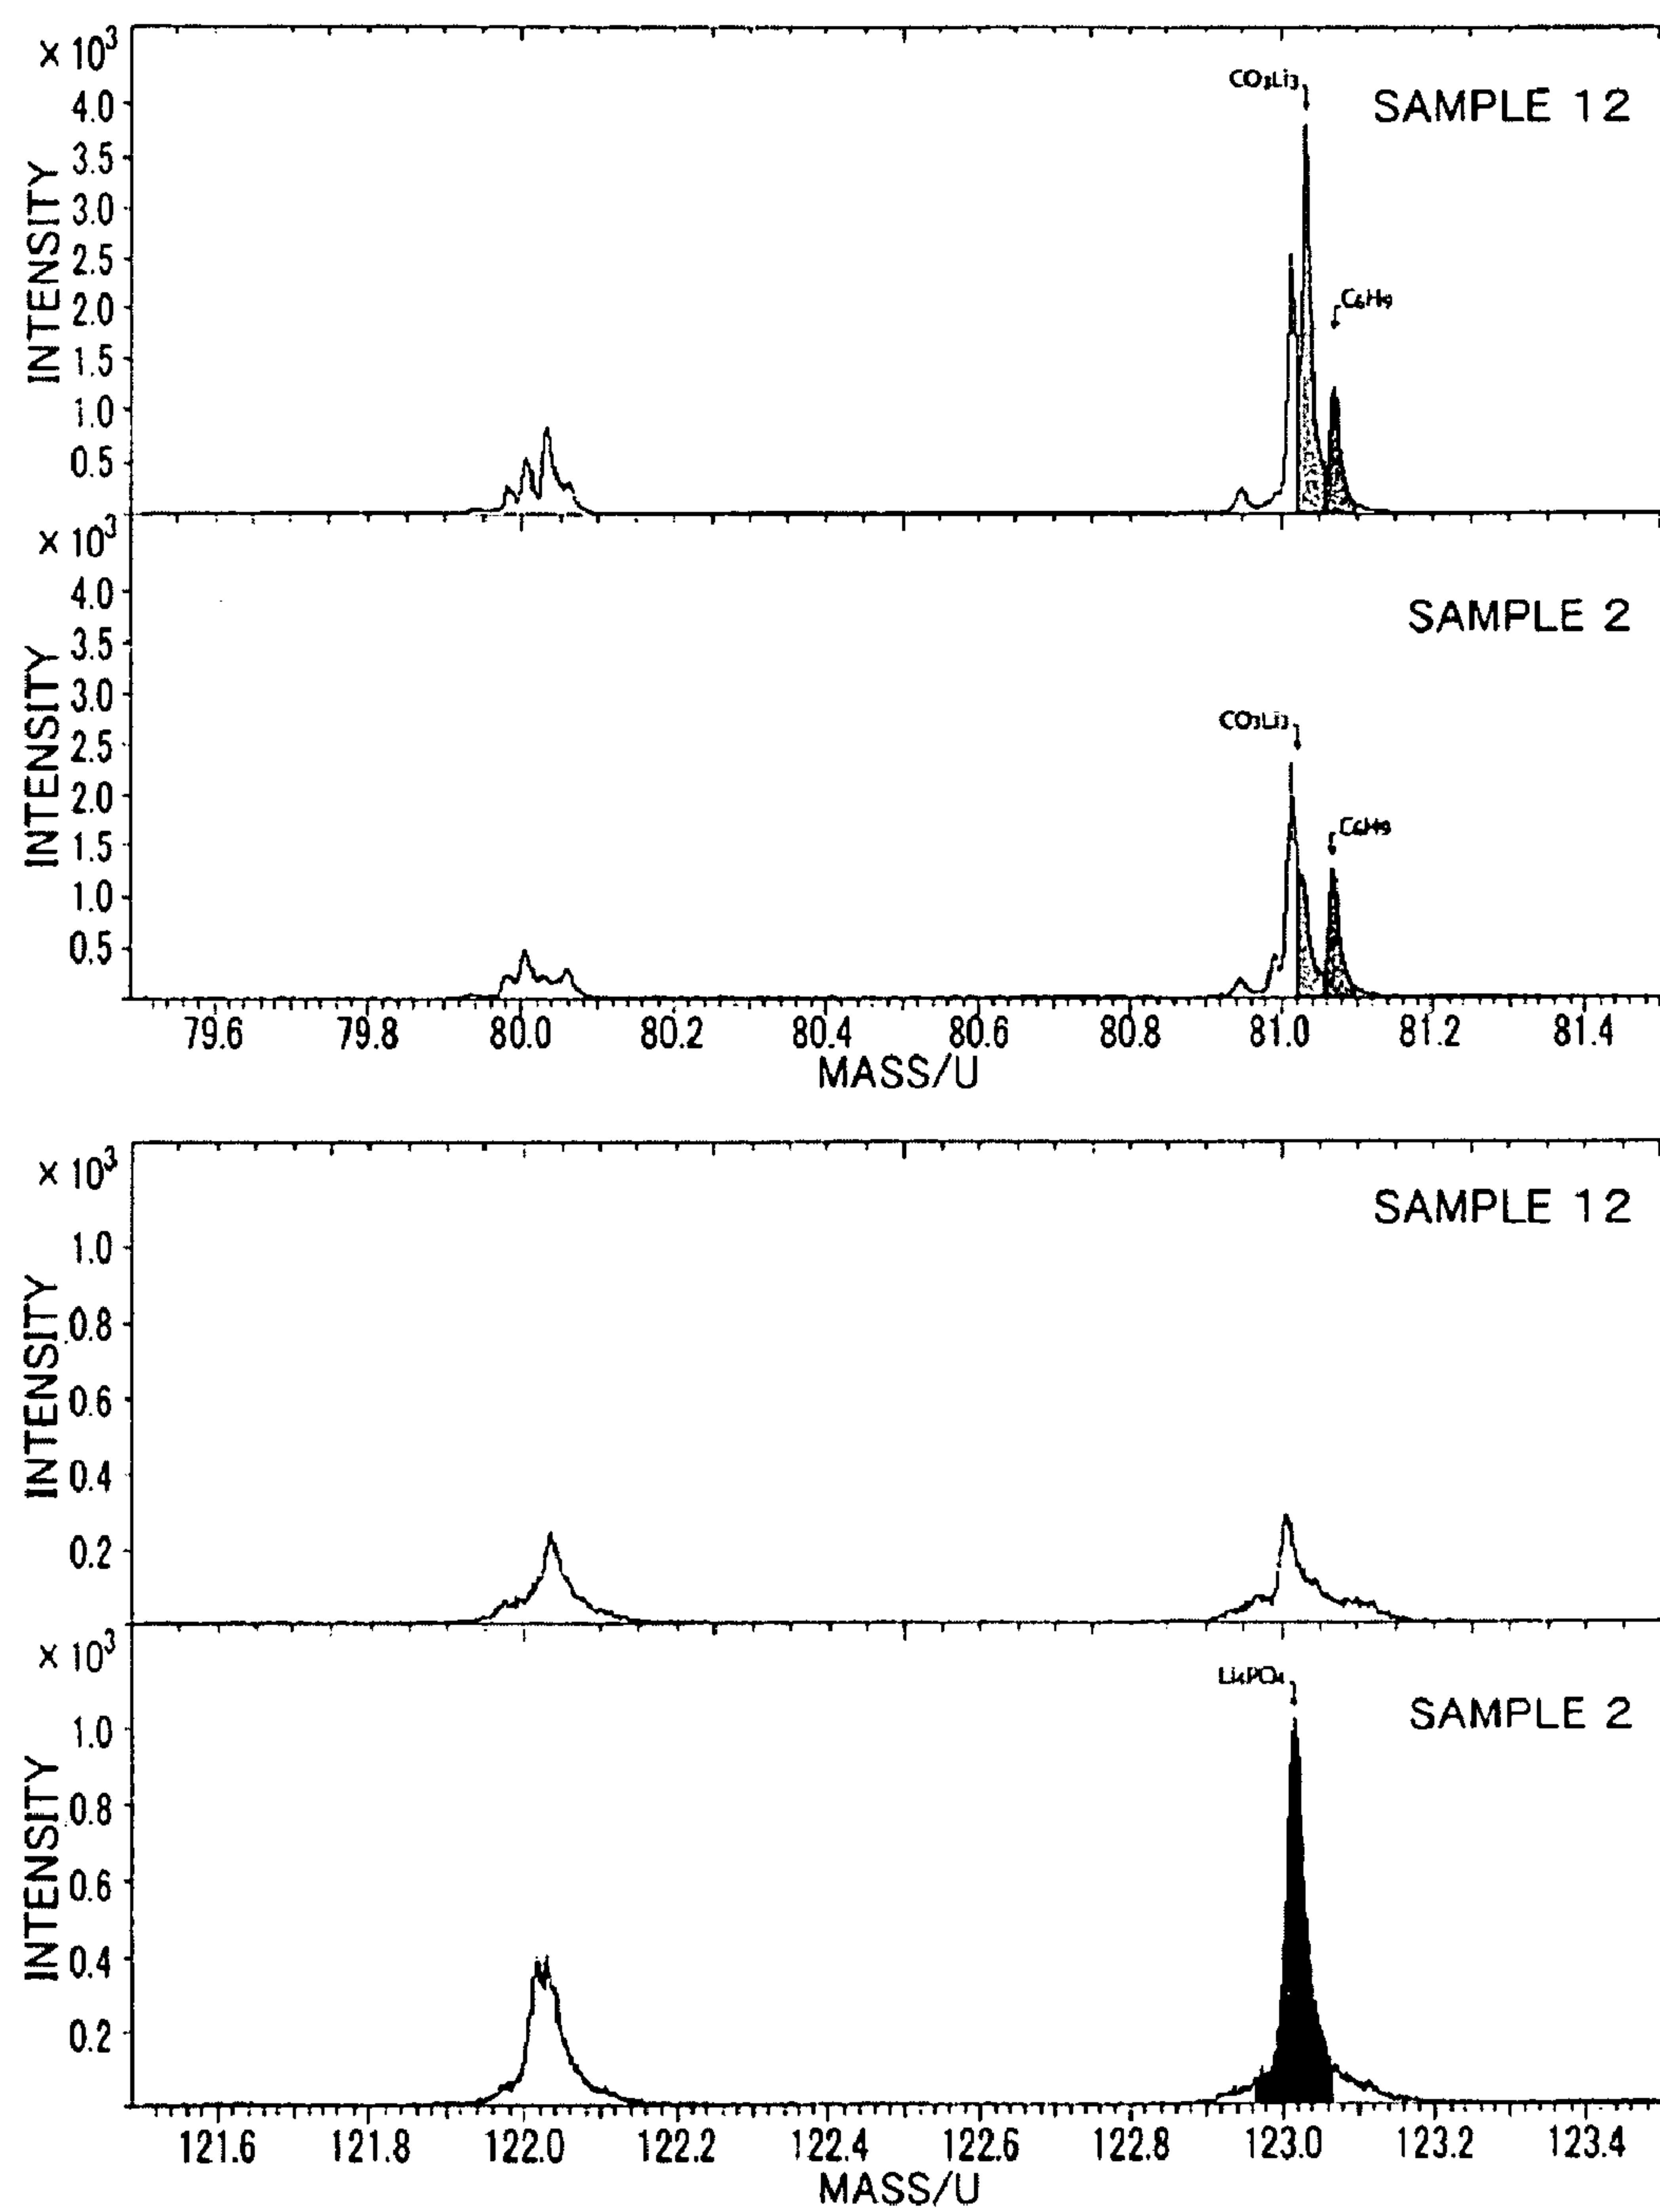 × 10³
SAMPLE 12
CO₃Li₃
C₆H₉
INTENSITY
4.0
3.5
3.0
2.5
2.0
1.5
1.0
0.5
× 10³
SAMPLE 2
CO₃Li₃
C₆H₉
INTENSITY
4.0
3.5
3.0
2.5
2.0
1.5
1.0
0.5
79.6 79.8 80.0 80.2 80.4 80.6 80.8 81.0 81.2 81.4
MASS/U
× 10³
SAMPLE 12
INTENSITY
1.0
0.8
0.6
0.4
0.2
× 10³
Li₄PO₄
SAMPLE 2
INTENSITY
1.0
0.8
0.6
0.4
0.2
121.6 121.8 122.0 122.2 122.4 122.6 122.8 123.0 123.2 123.4
MASS/U